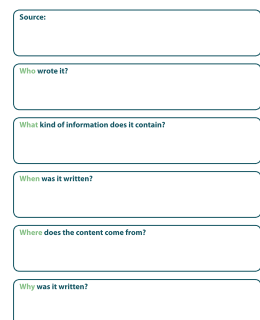 Source:
Who wrote it?
What kind of information does it contain?
When was it written?
Where does the content come from?
Why was it written?